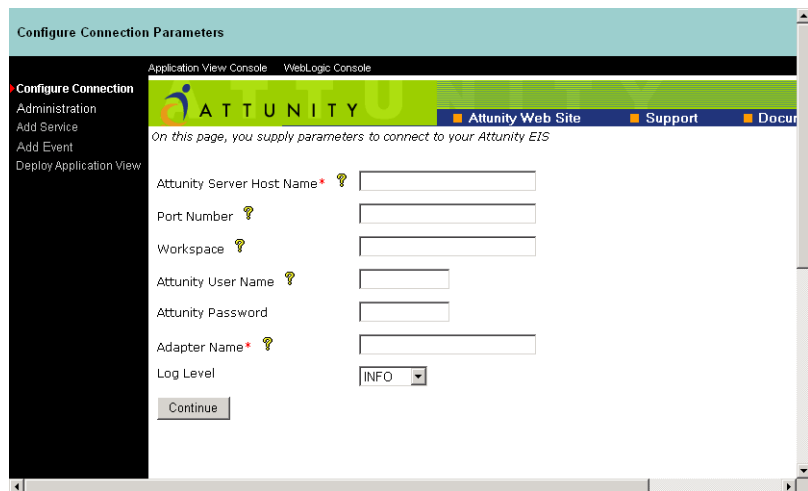 Configure Connection Parameters
Application View Console WebLogic Console
Configure Connection
Administration
Add Service
Add Event
Deploy Application View
ATTUNITY
Attunity Web Site Support Docur
On this page, you supply parameters to connect to your Attunity EIS
Attunity Server Host Name* ?
Port Number ?
Workspace ?
Attunity User Name ?
Attunity Password
Adapter Name* ?
Log Level INFO
Continue